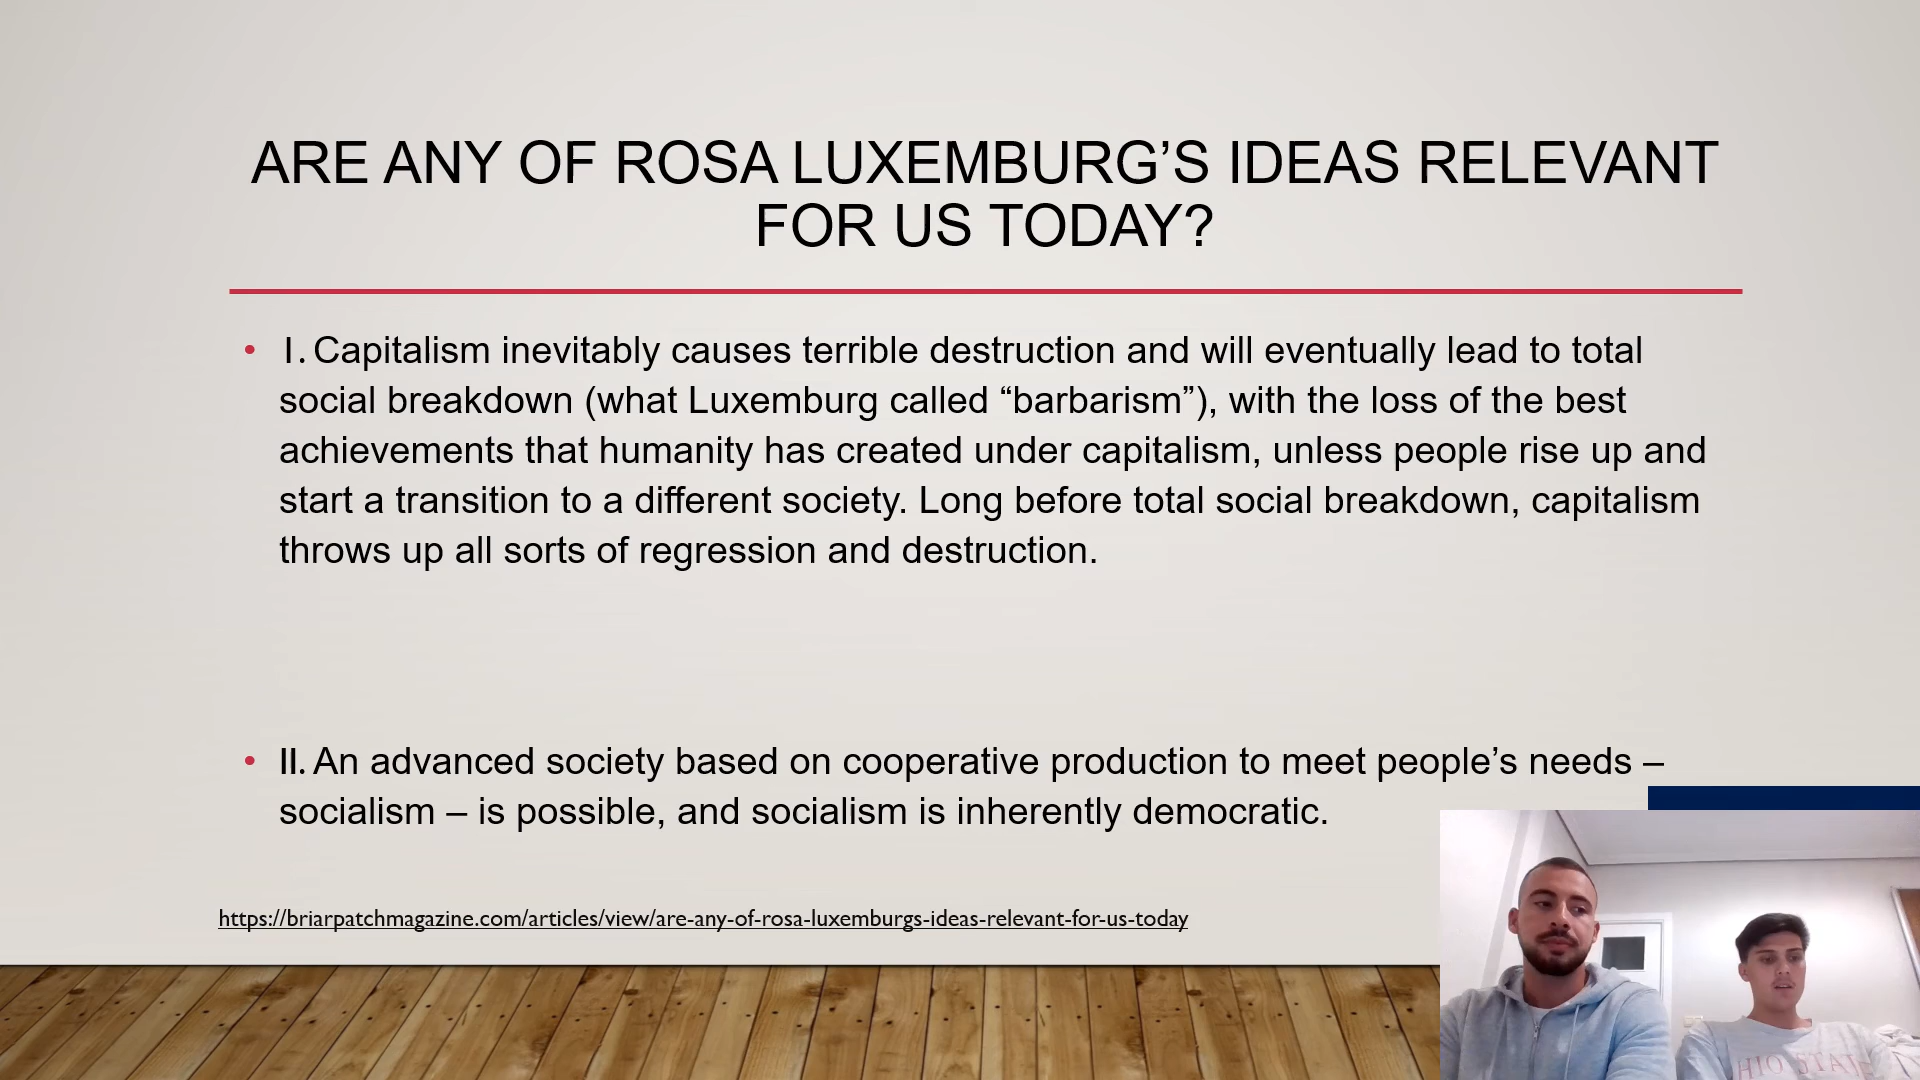 ARE ANY OF ROSA LUXEMBURG’S IDEAS RELEVANT
FOR US TODAY?
• I. Capitalism inevitably causes terrible destruction and will eventually lead to total
social breakdown (what Luxemburg called “barbarism”), with the loss of the best
achievements that humanity has created under capitalism, unless people rise up and
start a transition to a different society. Long before total social breakdown, capitalism
throws up all sorts of regression and destruction.
• II. An advanced society based on cooperative production to meet people’s needs –
socialism – is possible, and socialism is inherently democratic.
https://briarpatchmagazine.com/articles/view/are-any-of-rosa-luxemburgs-ideas-relevant-for-us-today